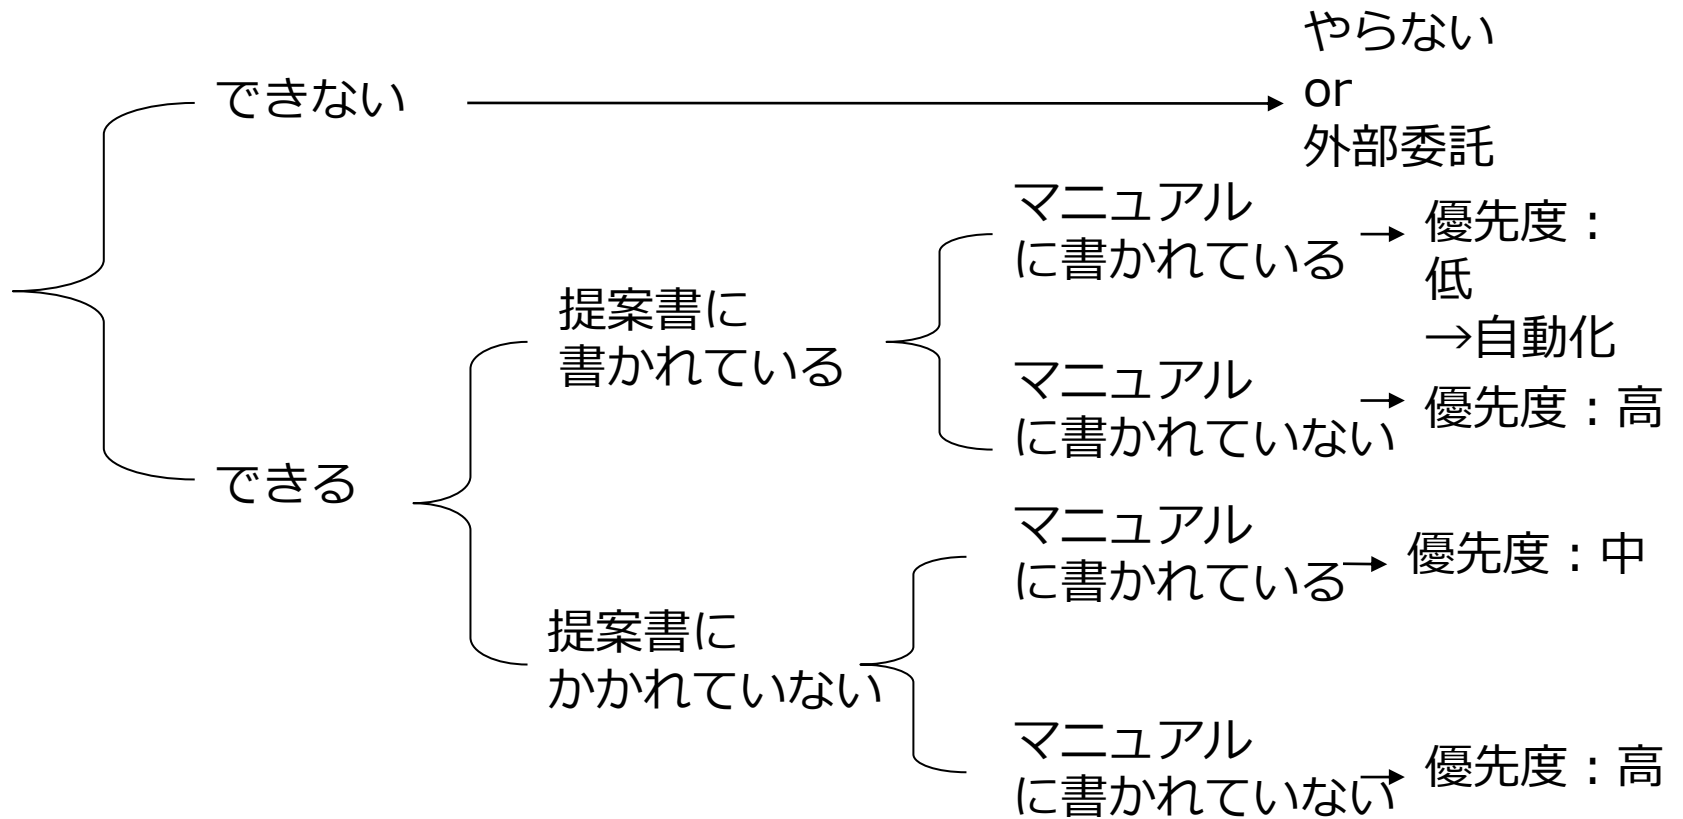 やらない
or
外部委託
できない
マニュアル
に書かれている
優先度：
低
→自動化
提案書に
書かれている
マニュアル
に書かれていない
優先度：高
できる
マニュアル
に書かれている
優先度：中
提案書に
かかれていない
マニュアル
に書かれていない
優先度：高